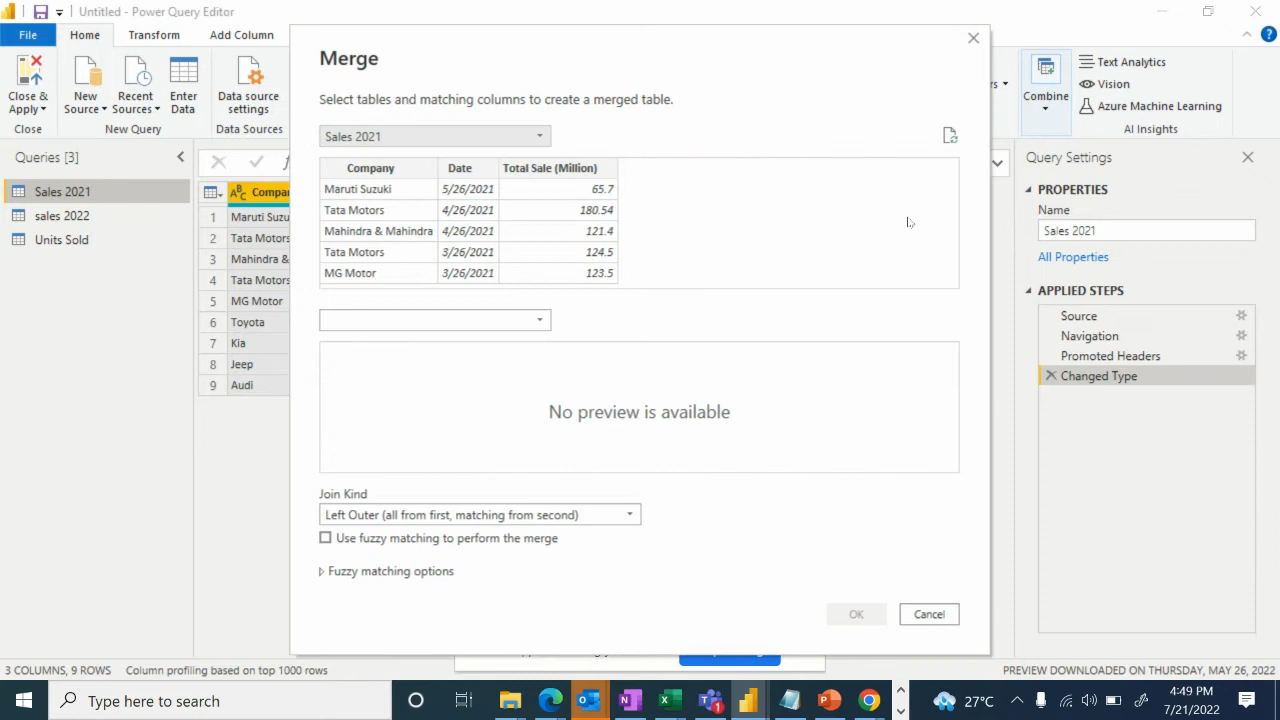 Untitled - Power Query Editor
File Home Transform Add Column
Close & Apply
New Source
Recent Sources
Enter Data
Data source settings
Close
New Query
Data Sources
Combine
Text Analytics
Vision
Azure Machine Learning
AI Insights
Queries [3]
Sales 2021
sales 2022
Units Sold
Compa
1 Maruti Suzu
2 Tata Motors
3 Mahindra &
4 Tata Motors
5 MG Motor
6 Toyota
7 Kia
8 Jeep
9 Audi
Merge
Select tables and matching columns to create a merged table.
Sales 2021
Company Date Total Sale (Million)
Maruti Suzuki 5/26/2021 65.7
Tata Motors 4/26/2021 180.54
Mahindra & Mahindra 4/26/2021 121.4
Tata Motors 3/26/2021 124.5
MG Motor 3/26/2021 123.5
No preview is available
Join Kind
Left Outer (all from first, matching from second)
Use fuzzy matching to perform the merge
Fuzzy matching options
OK Cancel
Query Settings
PROPERTIES
Name
Sales 2021
All Properties
APPLIED STEPS
Source
Navigation
Promoted Headers
Changed Type
3 COLUMNS, 9 ROWS Column profiling based on top 1000 rows
PREVIEW DOWNLOADED ON THURSDAY, MAY 26, 2022
Type here to search
27°C
4:49 PM
7/21/2022